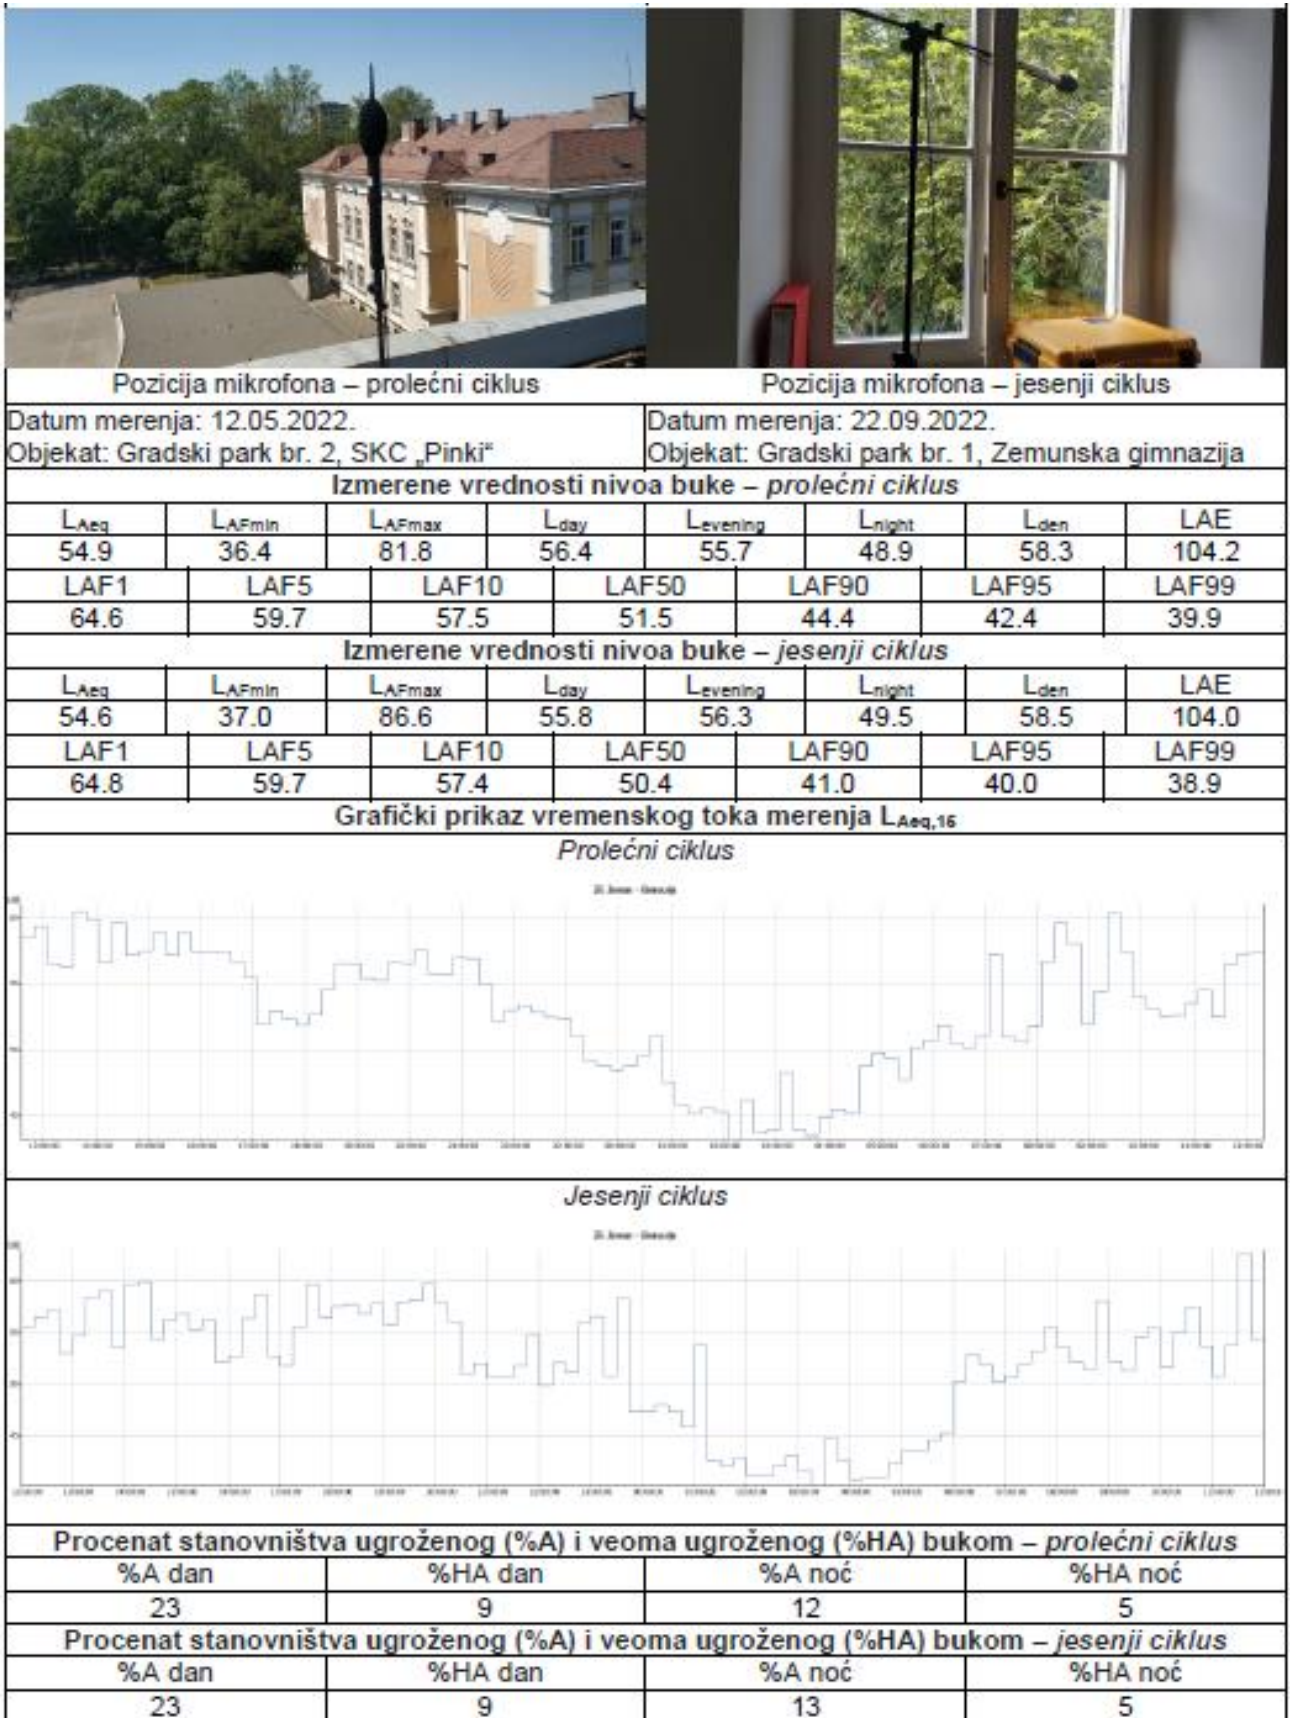 Pozicija mikrofona – prolećni ciklus
Pozicija mikrofona – jesenji ciklus
Datum merenja: 12.05.2022.
Objekat: Gradski park br. 2, SKC „Pinki“
Datum merenja: 22.09.2022.
Objekat: Gradski park br. 1, Zemunska gimnazija
Izmerene vrednosti nivoa buke – prolećni ciklus
LAeq LAFmin LAFmax Lday Levening Lnight Lden LAE
54.9 36.4 81.8 56.4 55.7 48.9 58.3 104.2
LAF1 LAF5 LAF10 LAF50 LAF90 LAF95 LAF99
64.6 59.7 57.5 51.5 44.4 42.4 39.9
Izmerene vrednosti nivoa buke – jesenji ciklus
LAeq LAFmin LAFmax Lday Levening Lnight Lden LAE
54.6 37.0 86.6 55.8 56.3 49.5 58.5 104.0
LAF1 LAF5 LAF10 LAF50 LAF90 LAF95 LAF99
64.8 59.7 57.4 50.4 41.0 40.0 38.9
Grafički prikaz vremenskog toka merenja LAeq,15
Prolećni ciklus
Jesenji ciklus
Procenat stanovništva ugroženog (%A) i veoma ugroženog (%HA) bukom – prolećni ciklus
%A dan %HA dan %A noć %HA noć
23 9 12 5
Procenat stanovništva ugroženog (%A) i veoma ugroženog (%HA) bukom – jesenji ciklus
%A dan %HA dan %A noć %HA noć
23 9 13 5